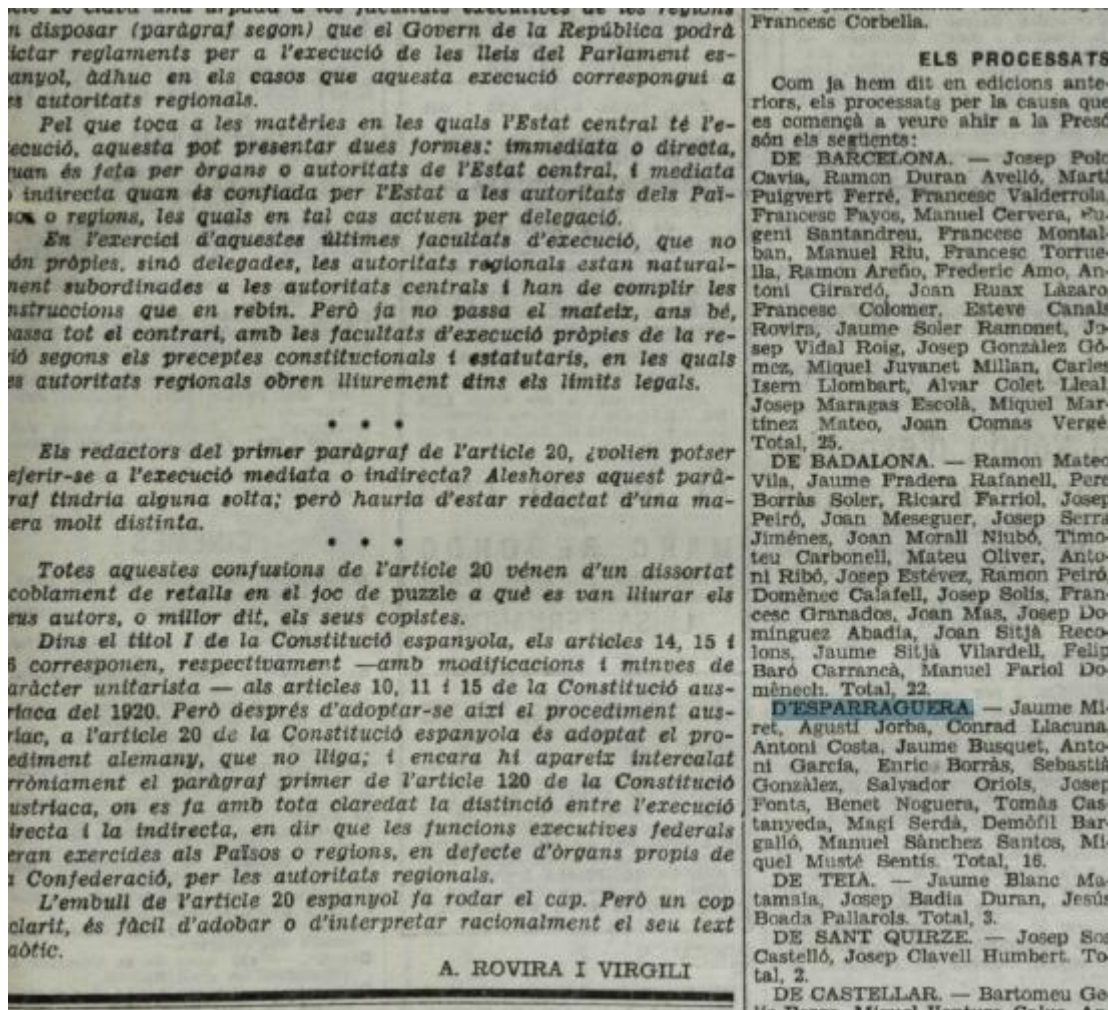 n disposar (paràgraf segon) que el Govern de la República podrà
ictar reglaments per a l'execució de les lleis del Parlament es-
anyol, àdhuc en els casos que aquesta execució correspongui a
s autoritats regionals.
Pel que toca a les matèries en les quals l'Estat central té l'e-
ecució, aquesta pot presentar dues formes: immediata o directa,
uan és feta per òrgans o autoritats de l'Estat central, i mediata
o indirecta quan és confiada per l'Estat a les autoritats dels Paï-
o regions, les quals en tal cas actuen per delegació.
En l'exercici d'aquestes últimes facultats d'execució, que no
ón pròpies, sinó delegades, les autoritats regionals estan natural-
ment subordinades a les autoritats centrals i han de complir les
nstruccions que en rebin. Però ja no passa el mateix, ans bé,
passa tot el contrari, amb les facultats d'execució pròpies de la re-
ió segons els preceptes constitucionals i estatutaris, en les quals
s autoritats regionals obren lliurement dins els límits legals.
* * *
Els redactors del primer paràgraf de l'article 20, ¿volien potser
eferir-se a l'execució mediata o indirecta? Aleshores aquest parà-
raf tindria alguna solta; però hauria d'estar redactat d'una ma-
era molt distinta.
* * *
Totes aquestes confusions de l'article 20 vénen d'un dissortat
coblament de retalls en el joc de puzzle a què es van lliurar els
eus autors, o millor dit, els seus copistes.
Dins el títol I de la Constitució espanyola, els articles 14, 15 i
6 corresponen, respectivament —amb modificacions i minves de
aràcter unitarista — als articles 10, 11 i 15 de la Constitució aus-
riaca del 1920. Però després d'adoptar-se així el procediment aus-
riac, a l'article 20 de la Constitució espanyola és adoptat el pro-
ediment alemany, que no lliga; i encara hi apareix intercalat
rròniament el paràgraf primer de l'article 120 de la Constitució
ustriaca, on es fa amb tota claredat la distinció entre l'execució
irecta i la indirecta, en dir que les funcions executives federals
eran exercides als Països o regions, en defecte d'òrgans propis de
a Confederació, per les autoritats regionals.
L'embull de l'article 20 espanyol fa rodar el cap. Però un cop
clarit, és fàcil d'adobar o d'interpretar racionalment el seu text
aòtic.
A. ROVIRA I VIRGILI
Francesc Corbella.
ELS PROCESSATS
Com ja hem dit en edicions ante-
riors, els processats per la causa que
es començà a veure ahir a la Presó
són els següents:
DE BARCELONA. — Josep Polo
Cavia, Ramon Duran Avelló, Martí
Puigvert Ferré, Francesc Valderrola,
Francesc Payos, Manuel Cervera, Eu-
geni Santandreu, Francesc Montal-
ban, Manuel Riu, Francesc Torrue-
lla, Ramon Areño, Frederic Amo, An-
toni Girardó, Joan Ruax Làzaro,
Francesc Colomer, Esteve Canals
Rovira, Jaume Soler Ramonet, Jo-
sep Vidal Roig, Josep Gonzàlez Gó-
mez, Miquel Juvanet Millan, Carles
Isern Llombart, Alvar Colet Lleal,
Josep Maragas Escolà, Miquel Mar-
tínez Mateo, Joan Comas Vergé.
Total, 25.
DE BADALONA. — Ramon Mateo
Vila, Jaume Fradera Rafanell, Pere
Borràs Soler, Ricard Farriol, Josep
Peiró, Joan Meseguer, Josep Serra
Jiménez, Joan Morall Niubó, Timo-
teu Carbonell, Mateu Oliver, Anto-
ni Ribó, Josep Estévez, Ramon Peiró,
Domènec Calafell, Josep Solís, Fran-
cesc Granados, Joan Mas, Josep Do-
mínguez Abadia, Joan Sitjà Reco-
lons, Jaume Sitjà Vilardell, Felip
Baró Carrancà, Manuel Fariol Do-
mènech. Total, 22.
D'ESPARRAGUERA. — Jaume Mi-
ret, Agustí Jorba, Conrad Llacuna,
Antoni Costa, Jaume Busquet, Anto-
ni García, Enric Borràs, Sebastià
Gonzàlez, Salvador Oriols, Josep
Fonts, Benet Noguera, Tomàs Cas-
tanyeda, Magí Serdà, Demòfil Bar-
galló, Manuel Sànchez Santos, Mi-
quel Musté Sentís. Total, 16.
DE TEIÀ. — Jaume Blanc Ma-
tamala, Josep Badia Duran, Jesús
Boada Pallarols. Total, 3.
DE SANT QUIRZE. — Josep Sos
Castelló, Josep Clavell Humbert. To-
tal, 2.
DE CASTELLAR. — Bartomeu Ge-